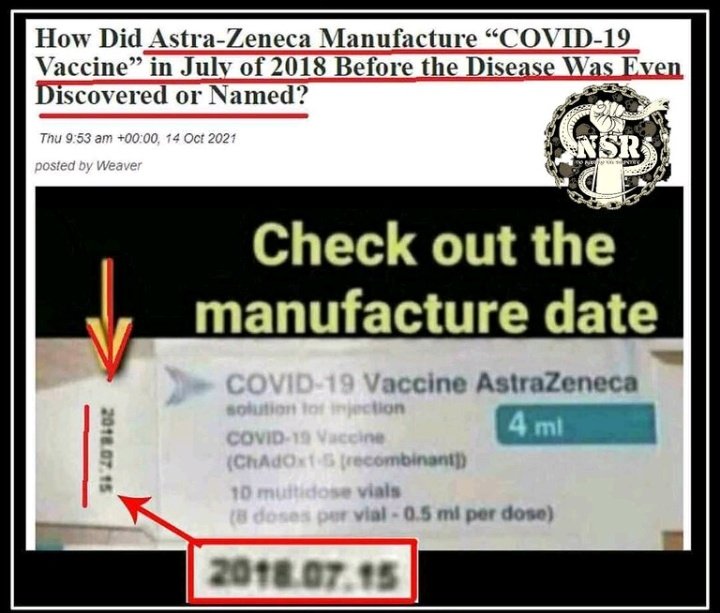 How Did Astra-Zeneca Manufacture “COVID-19
Vaccine” in July of 2018 Before the Disease Was Even
Discovered or Named?
Thu 9:53 am +00:00, 14 Oct 2021
posted by Weaver
NSR
Check out the
manufacture date
COVID-19 Vaccine AstraZeneca
solution for injection
4 ml
COVID-19 Vaccine
(ChAdOx1-S [recombinant])
10 multidose vials
(8 doses per vial - 0.5 ml per dose)
2018.07.15
2018.07.15